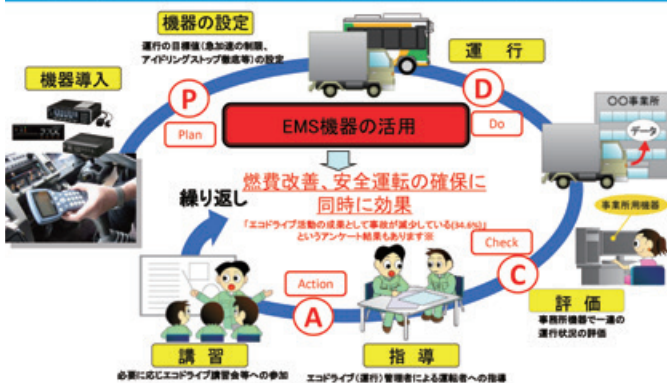 機器の設定
運行の目標値(急加速の制限、
アイドリングストップ徹底等)の設定
運 行
機器導入
P
Plan
D
Do
EMS機器の活用
〇〇事業所
データ
燃費改善、安全運転の確保に
同時に効果
「エコドライブ活動の成果として事故が減少している(34.6%)」
というアンケート結果もあります※
繰り返し
事業所用機器
Check
C
Action
A
評 価
事務所機器で一連の
運行状況の評価
講 習
必要に応じエコドライブ講習会等への参加
指 導
エコドライブ(運行)管理者による運転者への指導